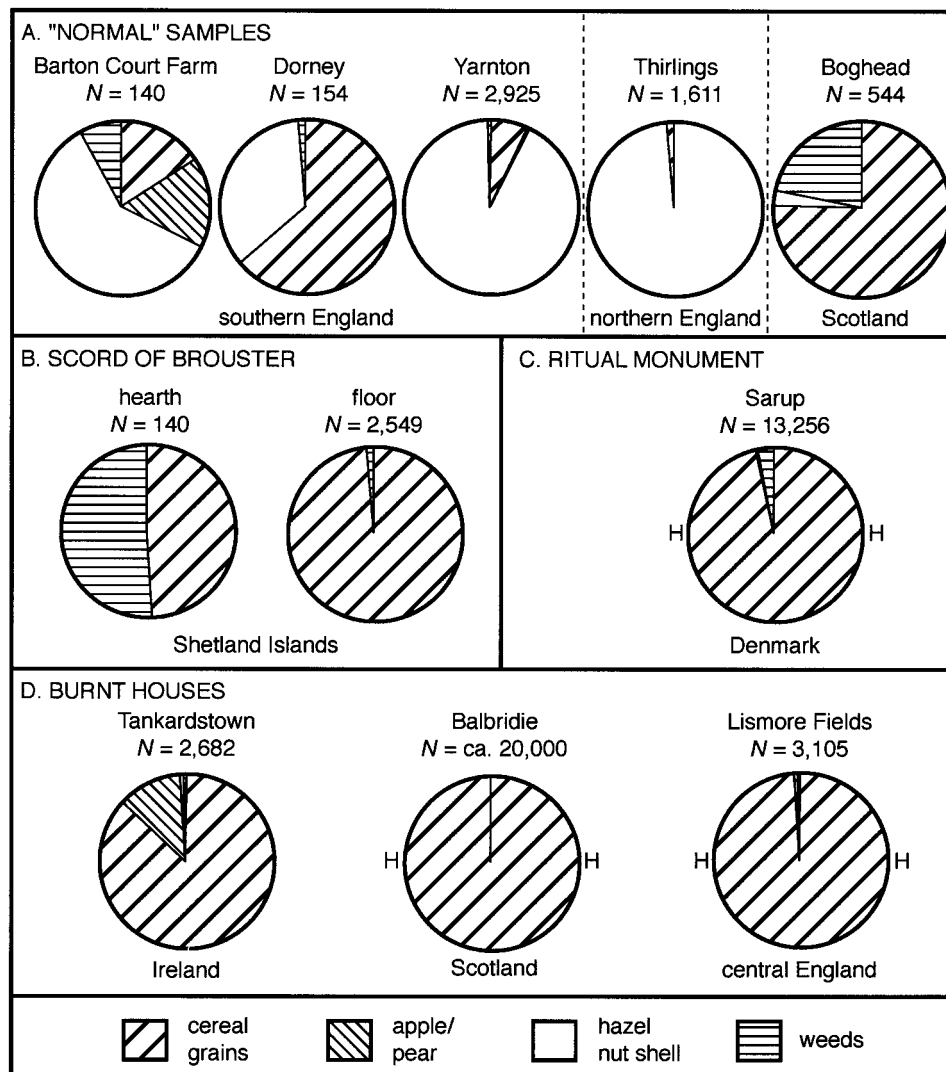 A. "NORMAL" SAMPLES
Barton Court Farm
N = 140
Dorney
N = 154
Yarnton
N = 2,925
Thirlings
N = 1,611
Boghead
N = 544
southern England
northern England
Scotland
B. SCORD OF BROUSTER
hearth
N = 140
floor
N = 2,549
Shetland Islands
C. RITUAL MONUMENT
Sarup
N = 13,256
H H
Denmark
D. BURNT HOUSES
Tankardstown
N = 2,682
Ireland
Balbridie
N = ca. 20,000
H H
Scotland
Lismore Fields
N = 3,105
H H
central England
cereal
grains
apple/
pear
hazel
nut shell
weeds